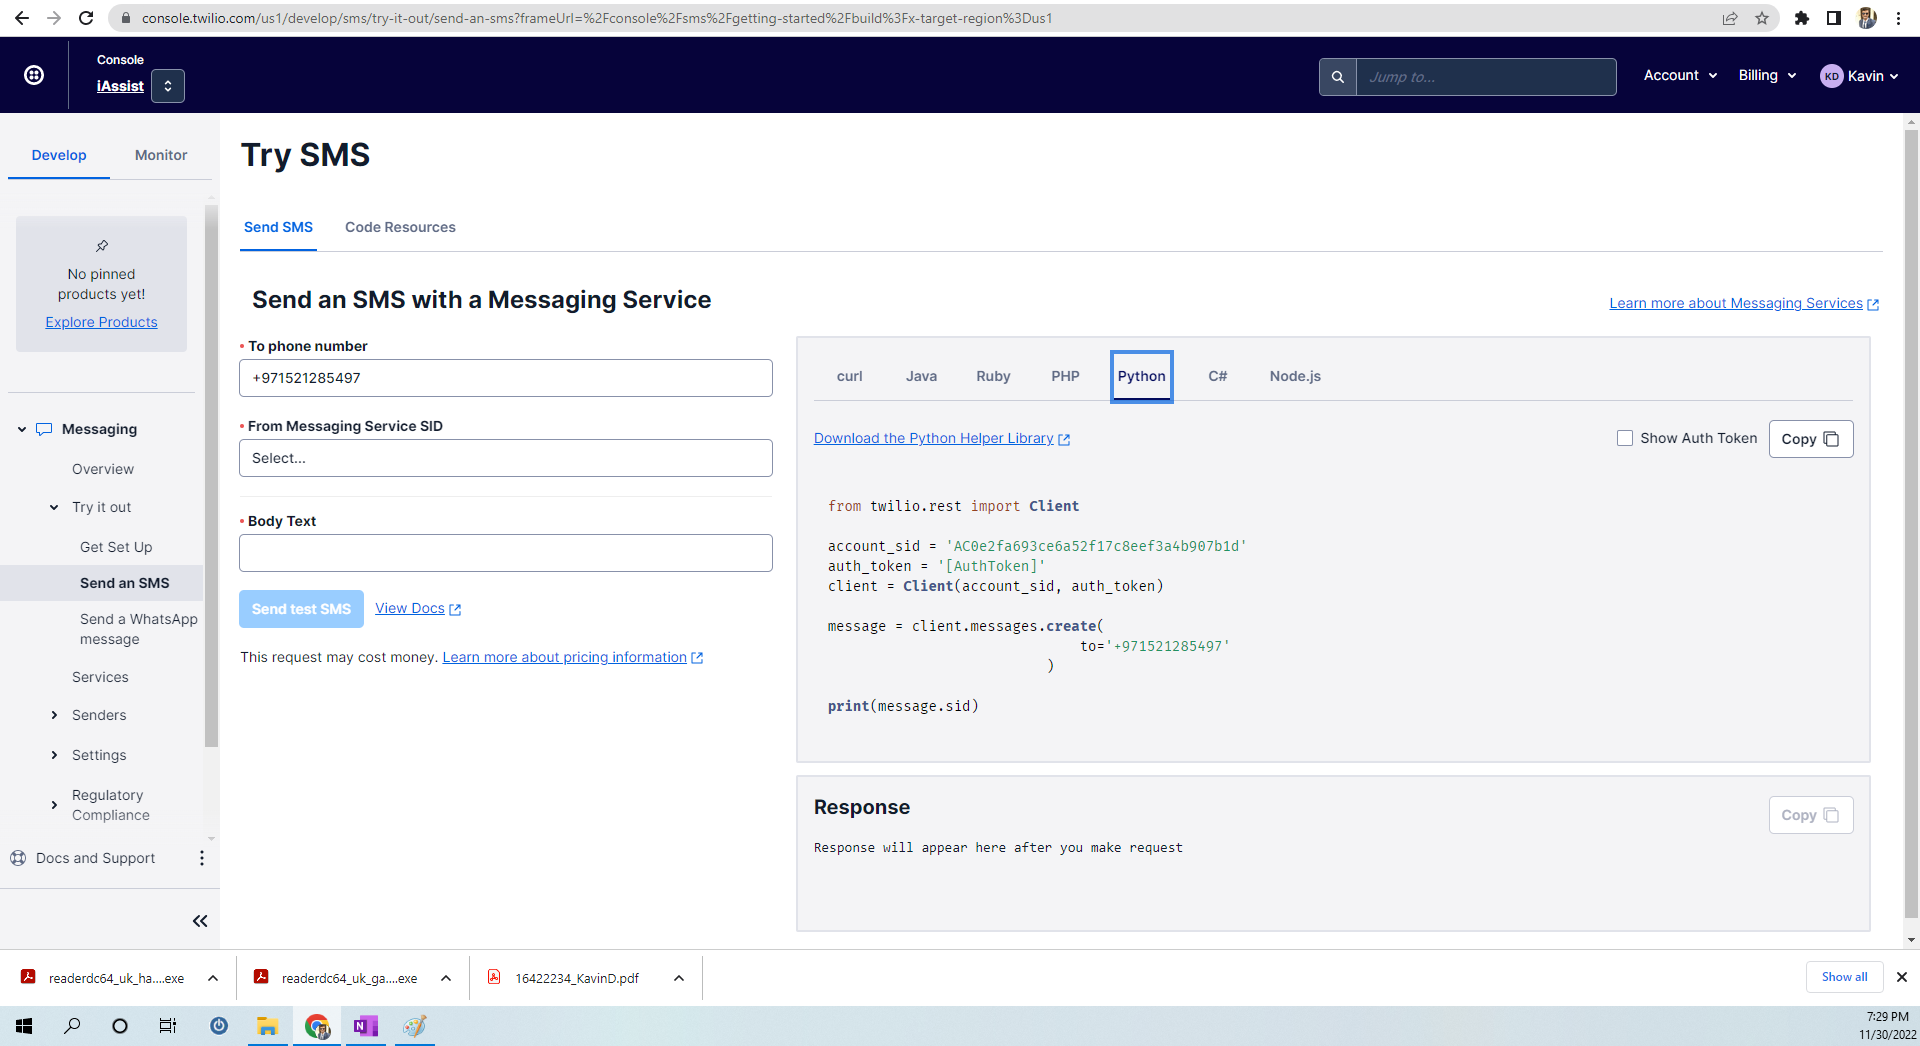 console.twilio.com/us1/develop/sms/try-it-out/send-an-sms?frameUrl=%2Fconsole%2Fsms%2Fgetting-started%2Fbuild%3Fx-target-region%3Dus1
Console
iAssist
Jump to...
Account
Billing
KD
Kavin
Develop
Monitor
No pinned
products yet!
Explore Products
Messaging
Overview
Try it out
Get Set Up
Send an SMS
Send a WhatsApp
message
Services
Senders
Settings
Regulatory
Compliance
Docs and Support
Try SMS
Send SMS
Code Resources
Send an SMS with a Messaging Service
Learn more about Messaging Services
• To phone number
+971521285497
• From Messaging Service SID
Select...
• Body Text
Send test SMS
View Docs
This request may cost money. Learn more about pricing information
curl
Java
Ruby
PHP
Python
C#
Node.js
Download the Python Helper Library
Show Auth Token
Copy
from twilio.rest import Client
account_sid = 'AC0e2fa693ce6a52f17c8eef3a4b907b1d'
auth_token = '[AuthToken]'
client = Client(account_sid, auth_token)
message = client.messages.create(
to='+971521285497'
)
print(message.sid)
Response
Copy
Response will appear here after you make request
readerdc64_uk_ha....exe
readerdc64_uk_ga....exe
16422234_KavinD.pdf
Show all
N
7:29 PM
11/30/2022